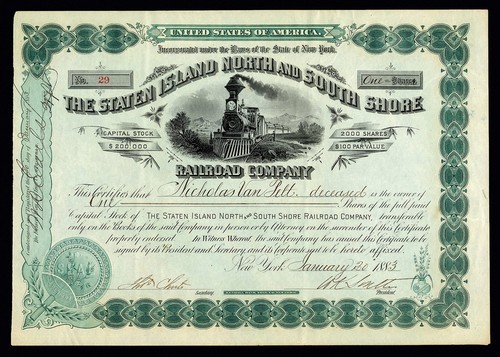 UNITED STATES OF AMERICA.
Incorporated under the Laws of the State of New York.
No. 29
One Shares
THE STATEN ISLAND NORTH AND SOUTH SHORE
CAPITAL STOCK
$200,000
2000 SHARES
$100 PAR VALUE
RAILROAD COMPANY
This Certifies that Nicholas Van Pelt, deceased is the owner of
One Shares of the full paid
Capital Stock of THE STATEN ISLAND NORTH AND SOUTH SHORE RAILROAD COMPANY, transferable
only on the Books of the said Company in person or by Attorney, on the surrender of this Certificate
properly indorsed. In Witness Whereof, the said Company has caused this Certificate to be
signed by its President and Secretary, and its Corporate seal to be hereto affixed.
New York January 20 1883
Secretary
President